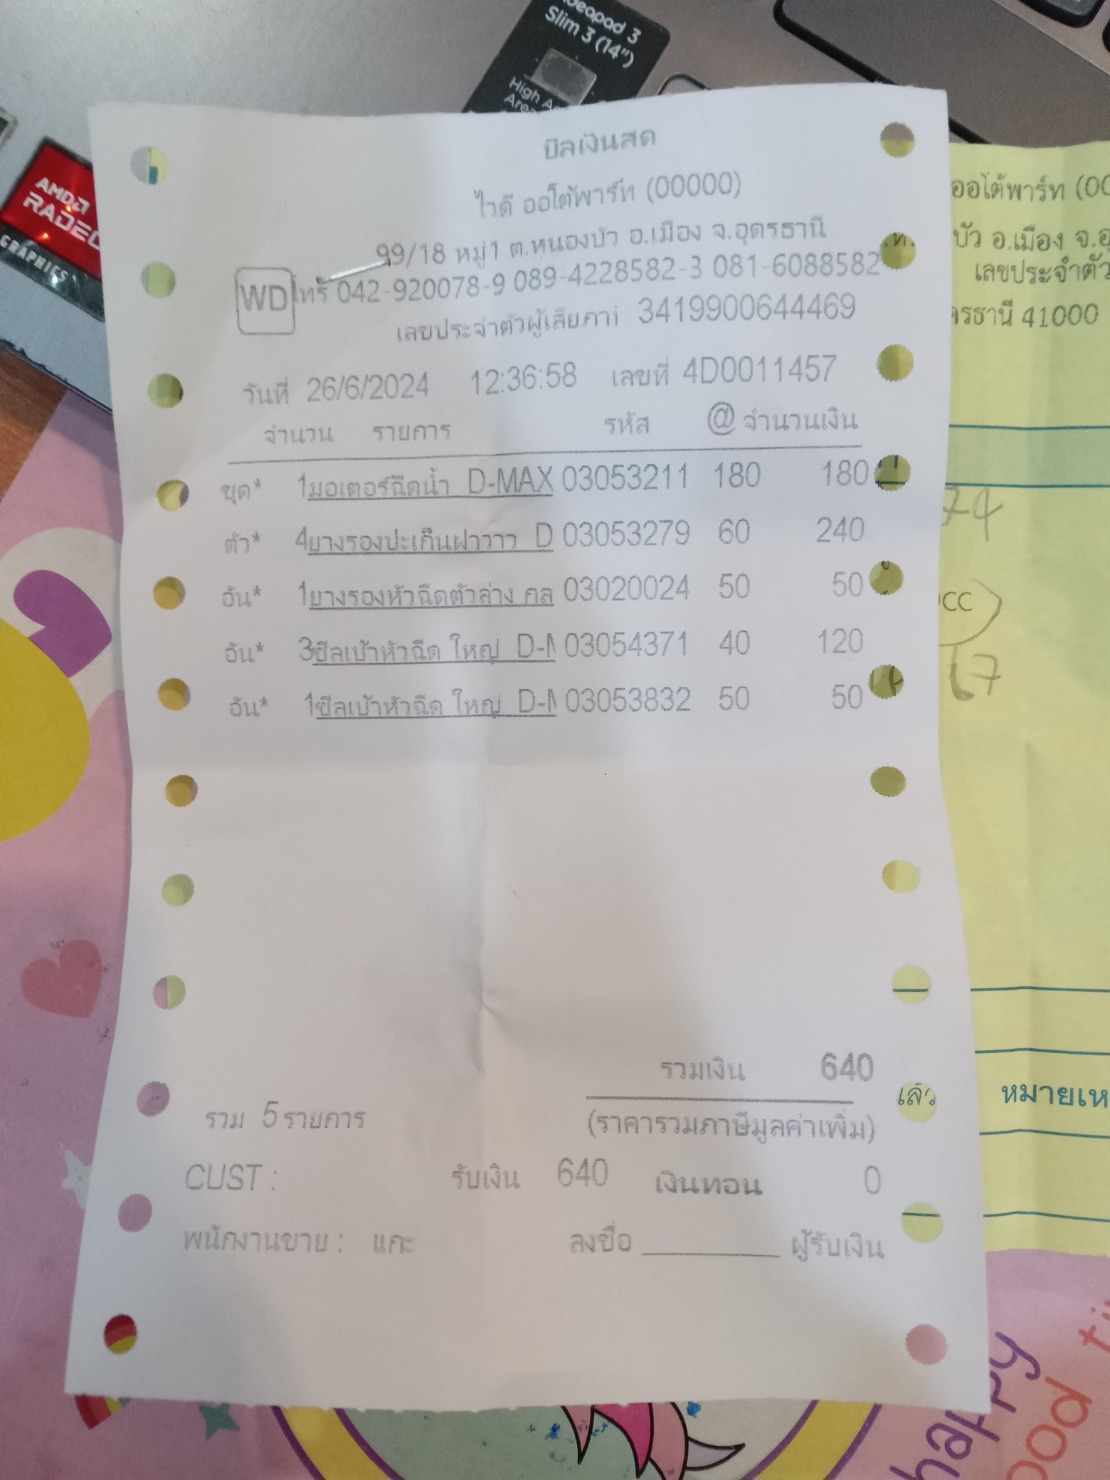 ideapad 3
Slim 3 (14")
AMD
RADEON
GRAPHICS
บิลเงินสด
ไวดี ออโต้พาร์ท (00000)
99/18 หมู่1 ต.หนองบัว อ.เมือง จ.อุดรธานี
WD
โทร 042-920078-9 089-4228582-3 081-6088582
เลขประจำตัวผู้เสียภาษี 3419900644469
วันที่ 26/6/2024 12:36:58 เลขที่ 4D0011457
จำนวน รายการ รหัส @ จำนวนเงิน
ชุด* 1 มอเตอร์ฉีดน้ำ D-MAX 03053211 180 180
ตัว* 4 ยางรองปะเก็นฝาวาว D 03053279 60 240
อัน* 1 ยางรองหัวฉีดตัวล่าง กล 03020024 50 50
อัน* 3 ซีลเบ้าหัวฉีด ใหญ่ D-M 03054371 40 120
อัน* 1 ซีลเบ้าหัวฉีด ใหญ่ D-M 03053832 50 50
รวมเงิน 640
รวม 5 รายการ (ราคารวมภาษีมูลค่าเพิ่ม)
CUST : รับเงิน 640 เงินทอน 0
พนักงานขาย : แกะ ลงชื่อ ผู้รับเงิน
ออโต้พาร์ท (00
บัว อ.เมือง จ.อ
เลขประจำตัว
ดรธานี 41000
CC
67
หมายเห
happy